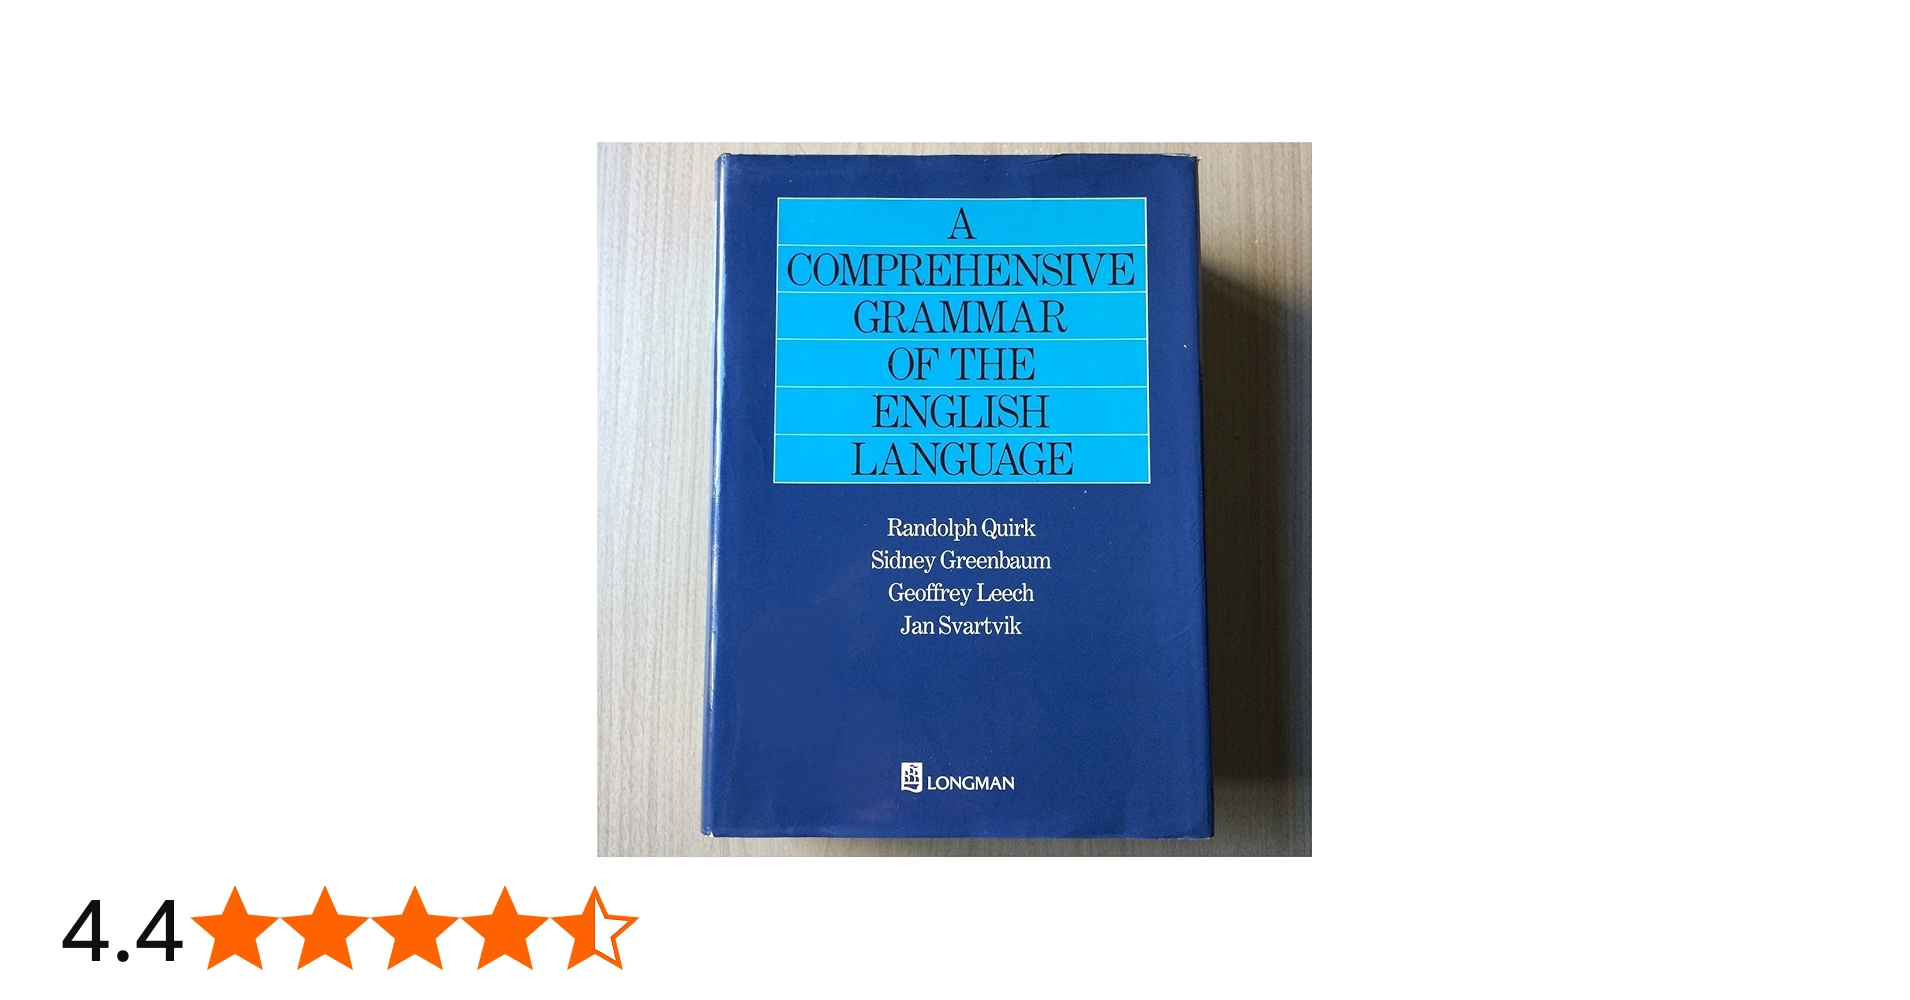 A
COMPREHENSIVE
GRAMMAR
OF THE
ENGLISH
LANGUAGE
Randolph Quirk
Sidney Greenbaum
Geoffrey Leech
Jan Svartvik
LONGMAN
4.4